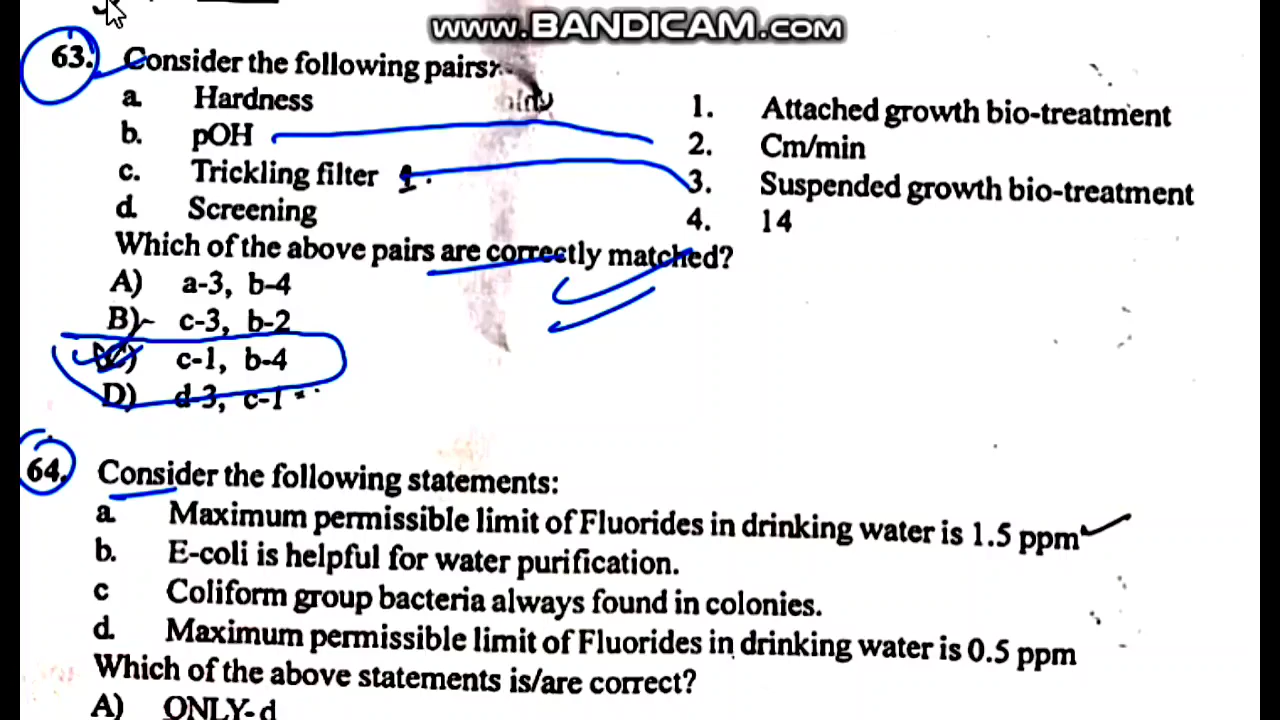 www.BANDICAM.com
63. Consider the following pairs:
a. Hardness 1. Attached growth bio-treatment
b. pOH 2. Cm/min
c. Trickling filter 1. 3. Suspended growth bio-treatment
d. Screening 4. 14
Which of the above pairs are correctly matched?
A) a-3, b-4
B) c-3, b-2
C) c-1, b-4
D) d-3, c-1
64. Consider the following statements:
a. Maximum permissible limit of Fluorides in drinking water is 1.5 ppm
b. E-coli is helpful for water purification.
c Coliform group bacteria always found in colonies.
d. Maximum permissible limit of Fluorides in drinking water is 0.5 ppm
Which of the above statements is/are correct?
A) ONLY-d